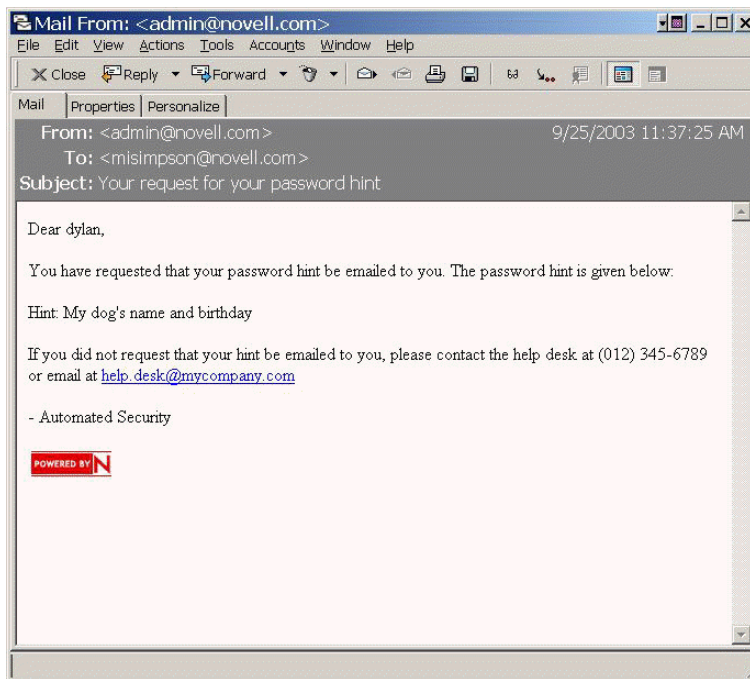 Mail From: <admin@novell.com>
File Edit View Actions Tools Accounts Window Help
Close Reply Forward
Mail Properties Personalize
From: <admin@novell.com> 9/25/2003 11:37:25 AM
To: <misimpson@novell.com>
Subject: Your request for your password hint
Dear dylan,
You have requested that your password hint be emailed to you. The password hint is given below:
Hint: My dog's name and birthday
If you did not request that your hint be emailed to you, please contact the help desk at (012) 345-6789
or email at help.desk@mycompany.com
- Automated Security
POWERED BY N